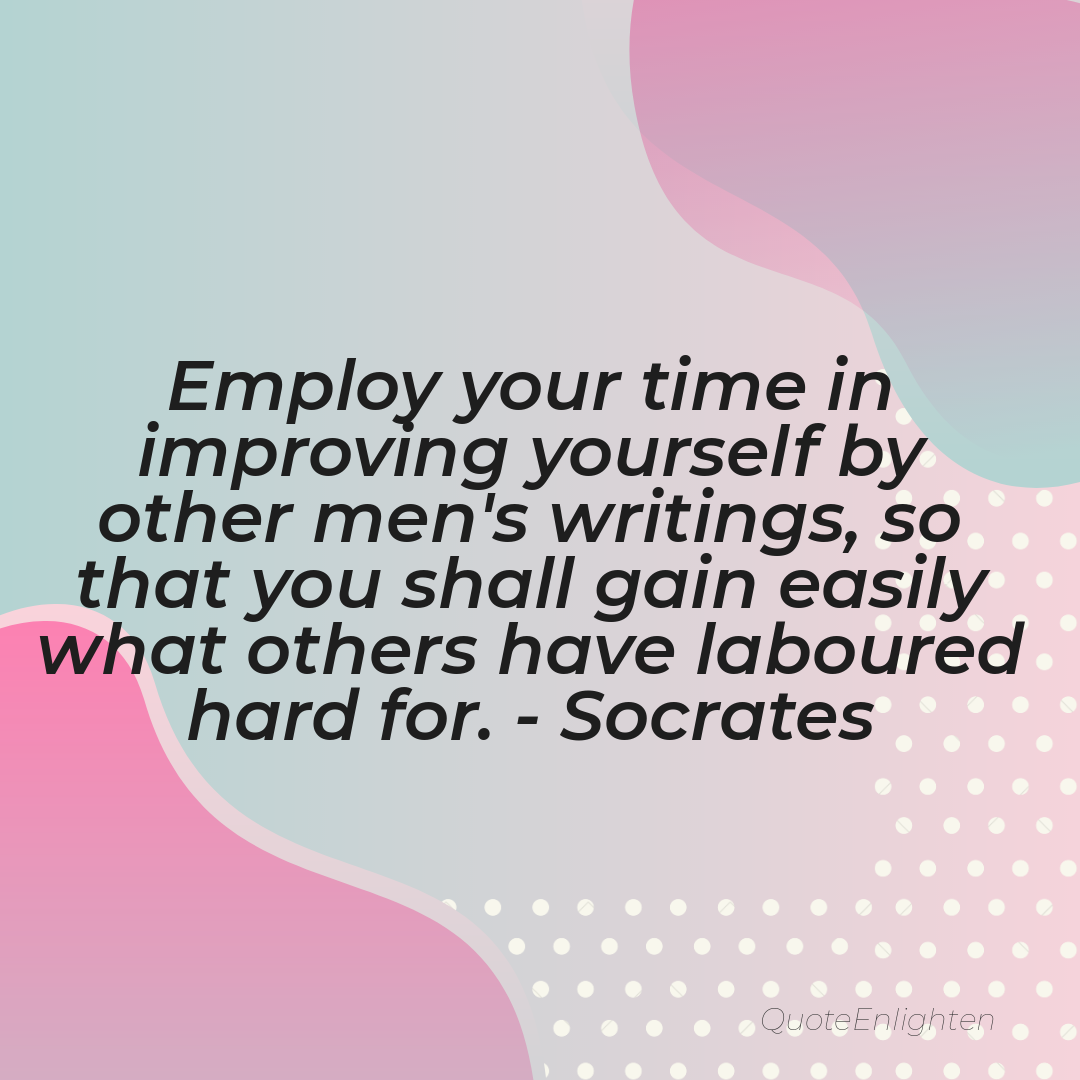 Employ your time in
improving yourself by
other men's writings, so
that you shall gain easily
what others have laboured
hard for. - Socrates
QuoteEnlighten